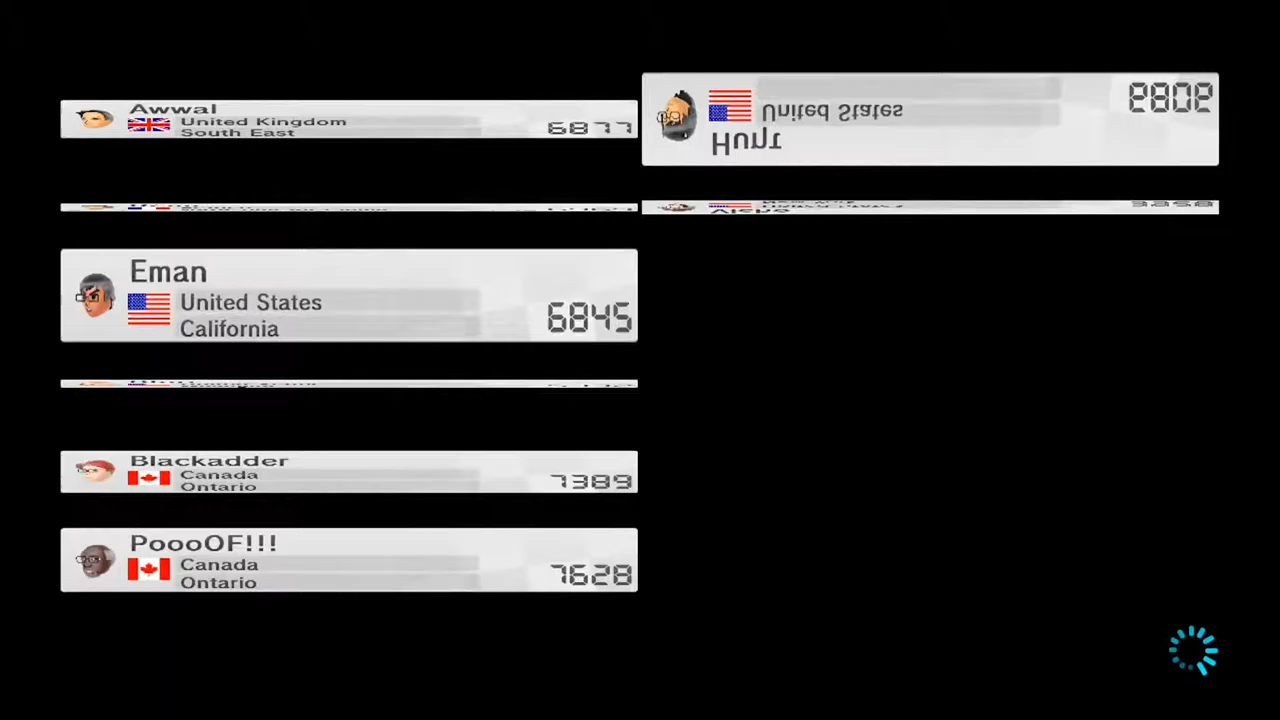 Awwal
United Kingdom
South East
6877
Eman
United States
California
6845
Blackadder
Canada
Ontario
7389
PoooOF!!!
Canada
Ontario
7628
Hunt
United States